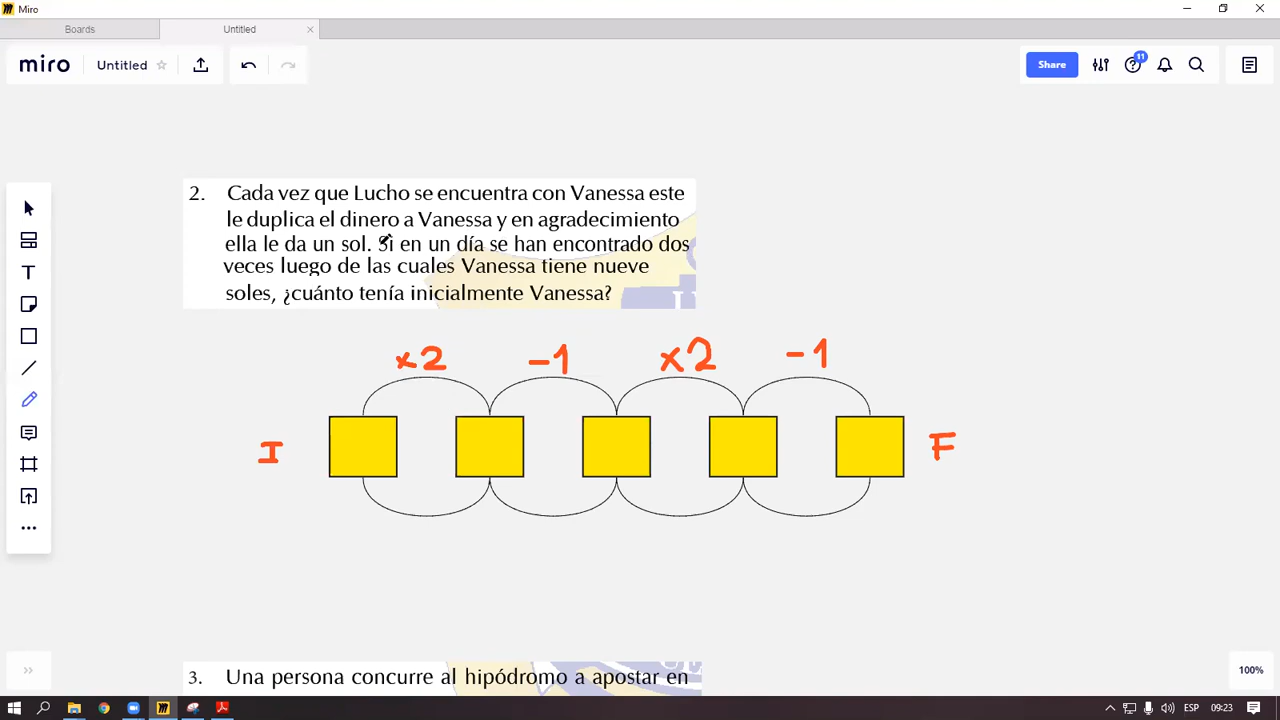 Miro
Boards
Untitled
miro
Untitled
Share
11
2. Cada vez que Lucho se encuentra con Vanessa este
le duplica el dinero a Vanessa y en agradecimiento
ella le da un sol. Si en un día se han encontrado dos
veces luego de las cuales Vanessa tiene nueve
soles, ¿cuánto tenía inicialmente Vanessa?
x2 -1 x2 -1
I F
3. Una persona concurre al hipódromo a apostar en
100%
ESP 09:23